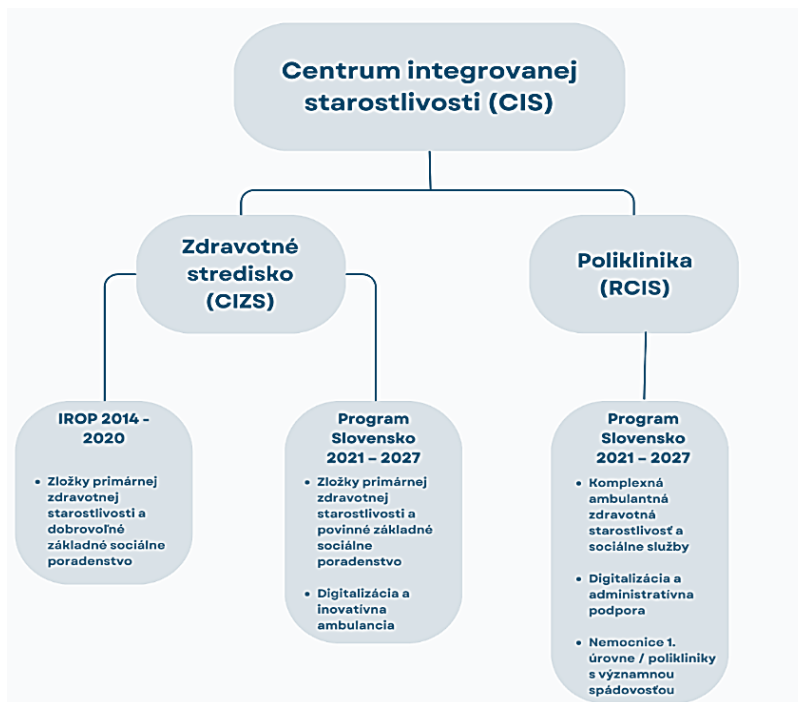 Centrum integrovanej
starostlivosti (CIS)
Zdravotné
stredisko
(CIZS)
Poliklinika
(RCIS)
IROP 2014 -
2020
• Zložky primárnej
zdravotnej
starostlivosti a
dobrovoľné
základné sociálne
poradenstvo
Program
Slovensko
2021 – 2027
• Zložky primárnej
zdravotnej
starostlivosti a
povinné základné
sociálne
poradenstvo
• Digitalizácia a
inovatívna
ambulancia
Program
Slovensko
2021 – 2027
• Komplexná
ambulantná
zdravotná
starostlivosť a
sociálne služby
• Digitalizácia a
administratívna
podpora
• Nemocnice 1.
úrovne / polikliniky
s významnou
spádovosťou